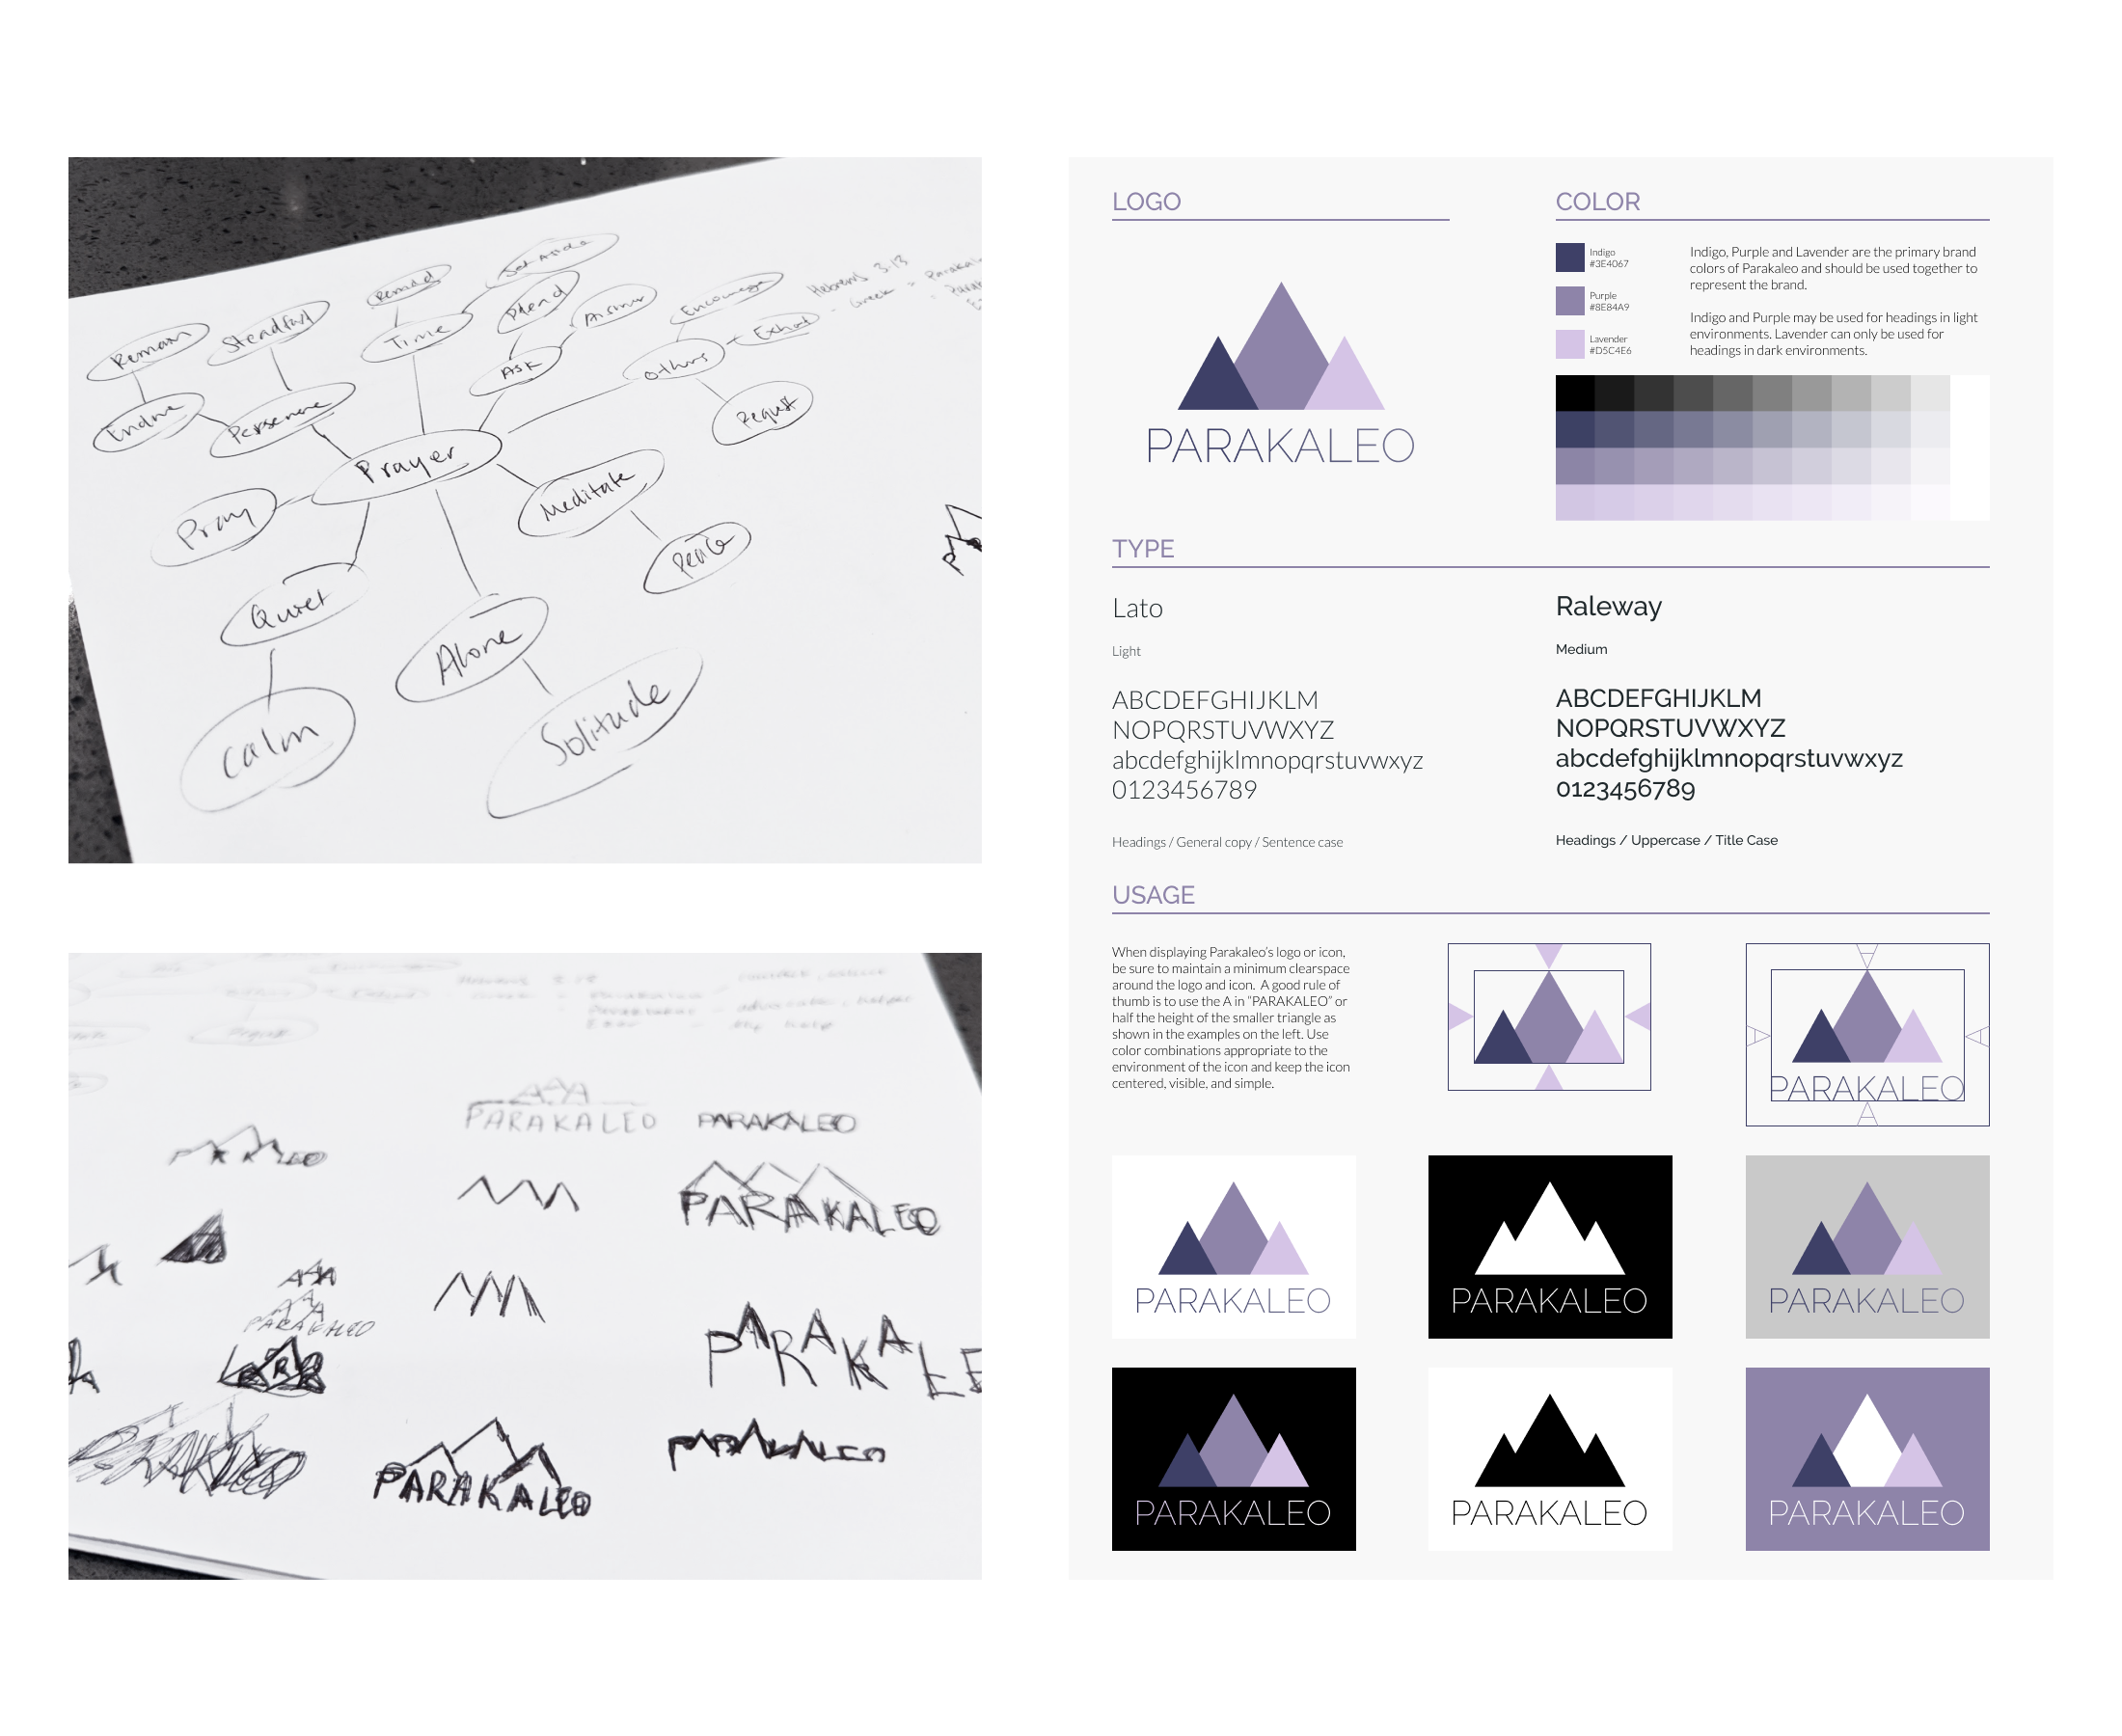 Set Aside
Remind
Plend
Answer
Encourage
Hebrews 3:13
Greek = Parakal
Time
Exhort
Remain
Steadfast
Ask
Others
Endure
Persevere
Request
Prayer
Meditate
Pray
Peace
Quiet
Alone
Solitude
Calm
PARAKALEO
PARAKALEO
PARAKALEO
PARAKALEO
PARAKALEO
PARAKALE
PARAKALEO
PARAKALEO
PARAKALEO
LOGO
PARAKALEO
COLOR
Indigo
#3E4067
Purple
#8E84A9
Lavender
#D5C4E6
Indigo, Purple and Lavender are the primary brand
colors of Parakaleo and should be used together to
represent the brand.
Indigo and Purple may be used for headings in light
environments. Lavender can only be used for
headings in dark environments.
TYPE
Lato
Light
ABCDEFGHIJKLM
NOPQRSTUVWXYZ
abcdefghijklmnopqrstuvwxyz
0123456789
Headings / General copy / Sentence case
Raleway
Medium
ABCDEFGHIJKLM
NOPQRSTUVWXYZ
abcdefghijklmnopqrstuvwxyz
0123456789
Headings / Uppercase / Title Case
USAGE
When displaying Parakaleo's logo or icon,
be sure to maintain a minimum clearspace
around the logo and icon. A good rule of
thumb is to use the A in "PARAKALEO" or
half the height of the smaller triangle as
shown in the examples on the left. Use
color combinations appropriate to the
environment of the icon and keep the icon
centered, visible, and simple.
A
A
A
PARAKALEO
A
PARAKALEO
PARAKALEO
PARAKALEO
PARAKALEO
PARAKALEO
PARAKALEO